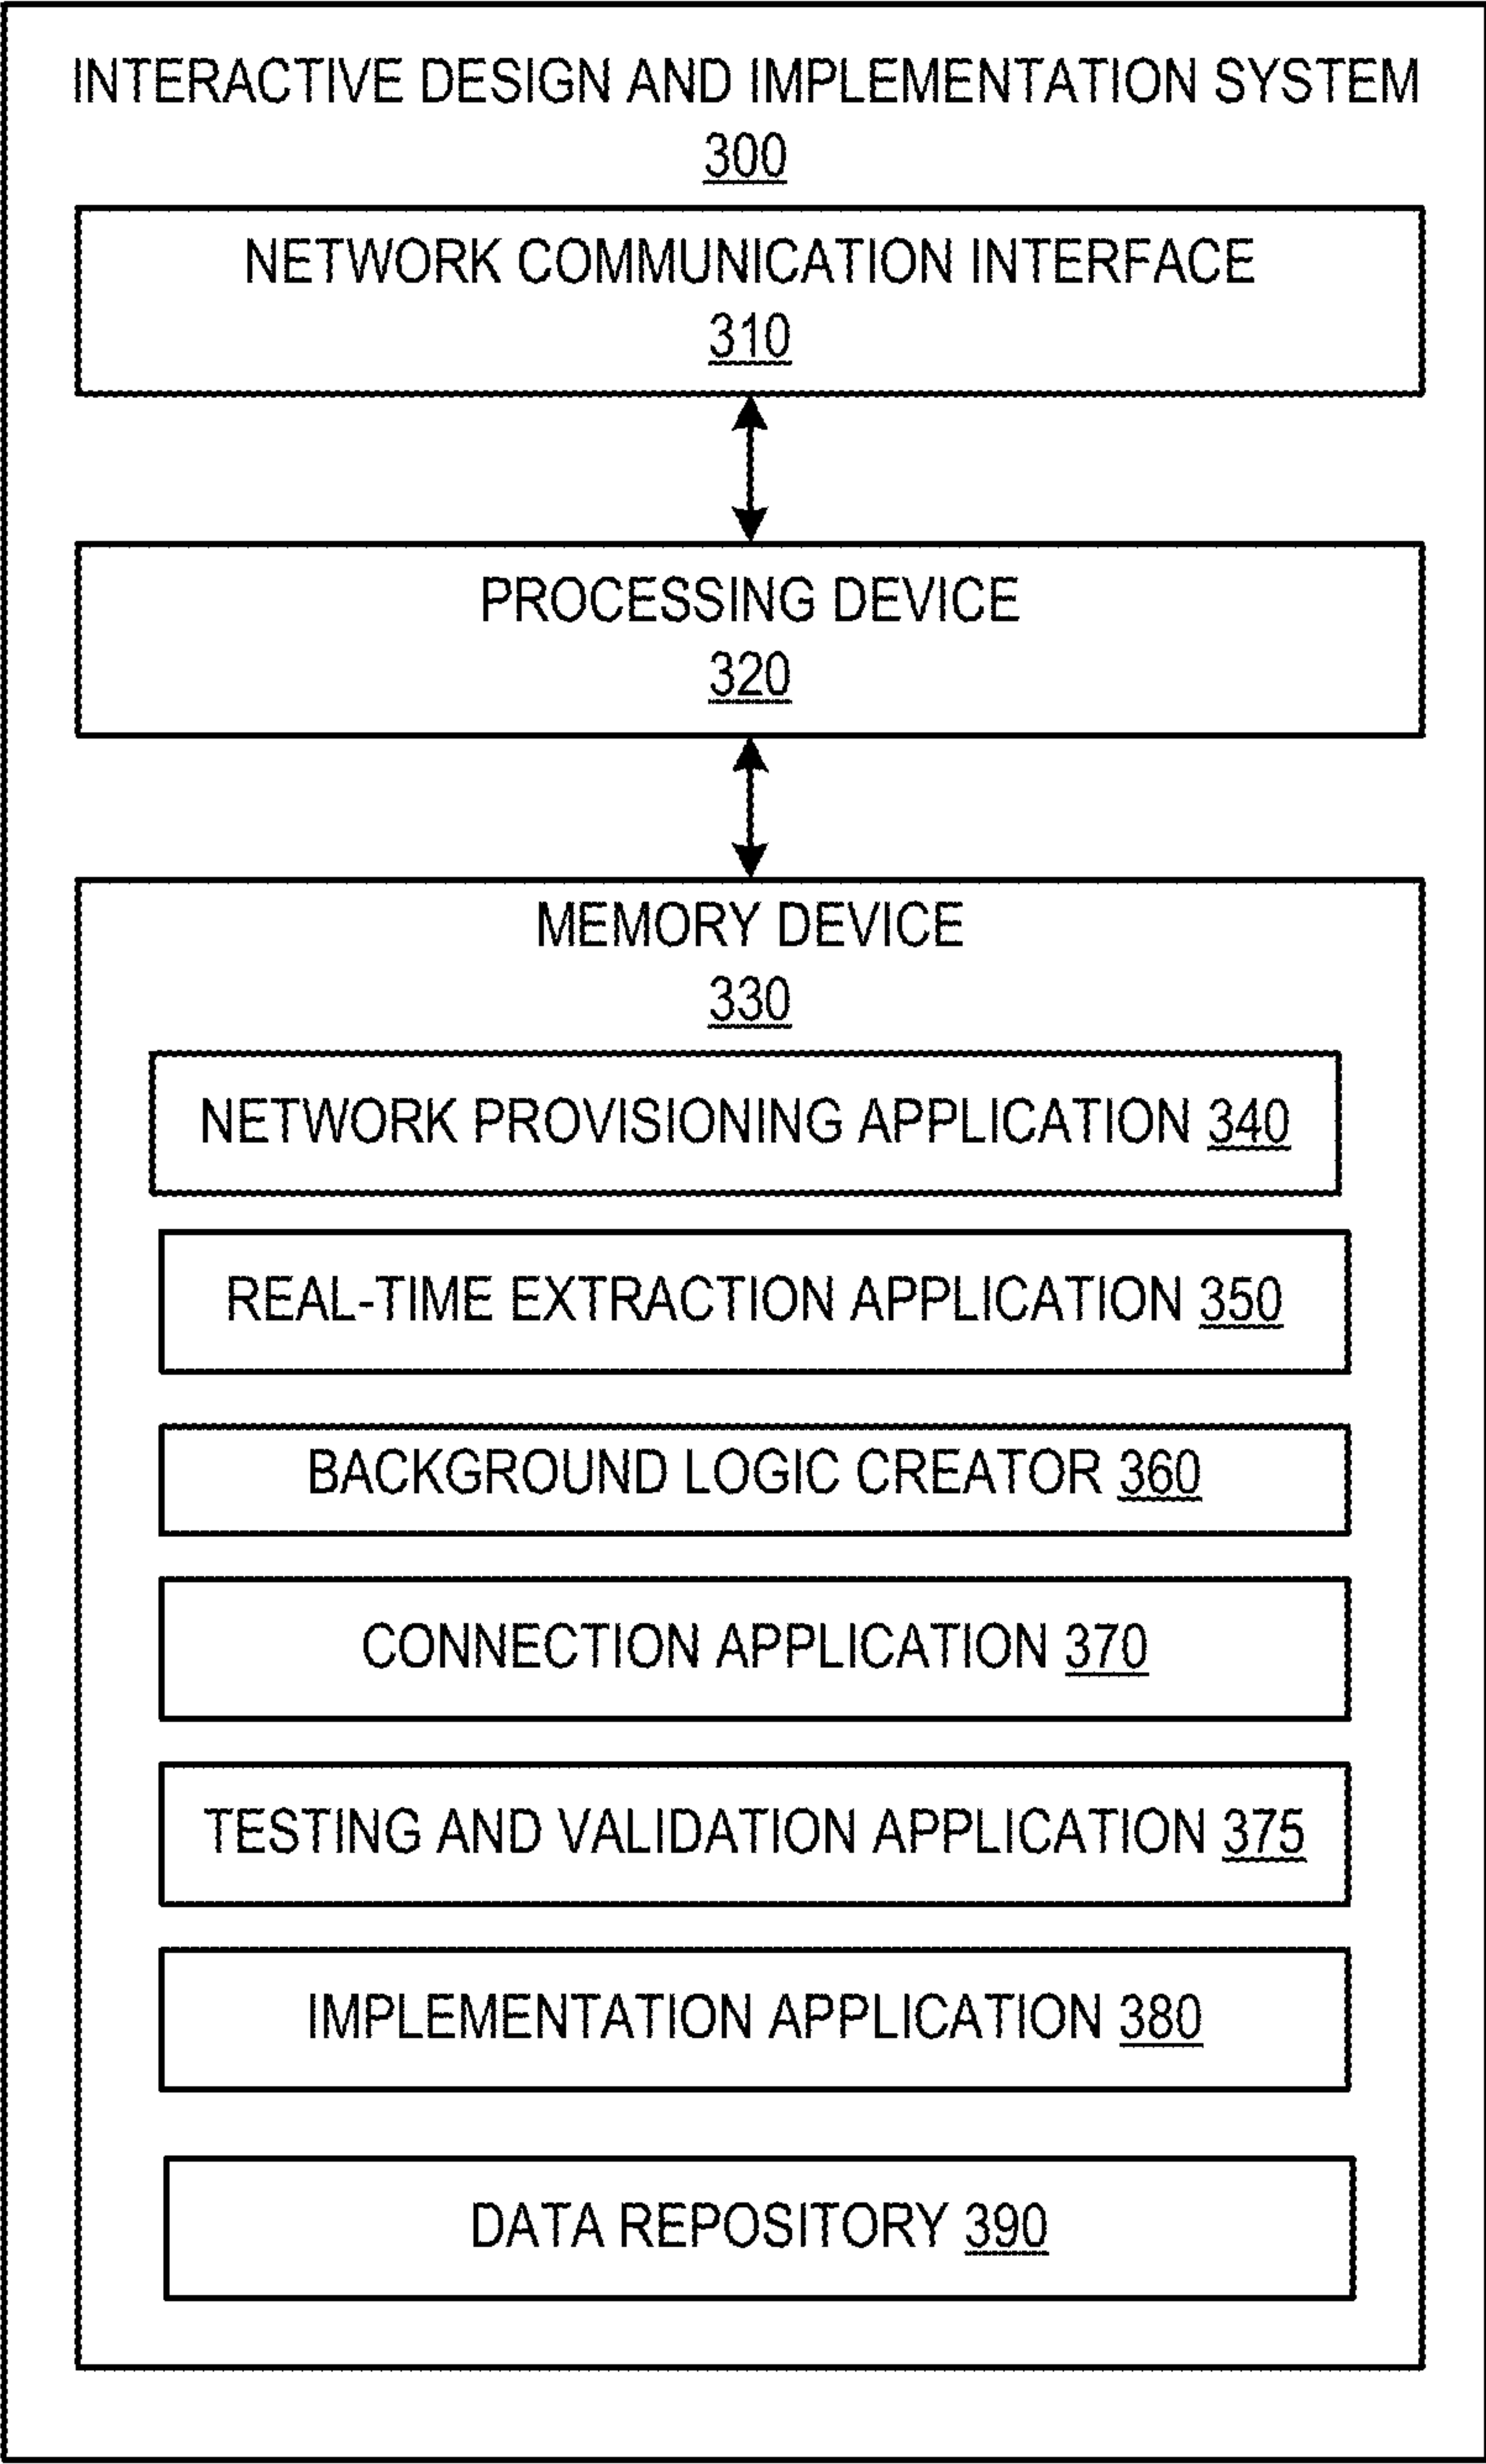 INTERACTIVE DESIGN AND IMPLEMENTATION SYSTEM
300
NETWORK COMMUNICATION INTERFACE
310
PROCESSING DEVICE
320
MEMORY DEVICE
330
NETWORK PROVISIONING APPLICATION 340
REAL-TIME EXTRACTION APPLICATION 350
BACKGROUND LOGIC CREATOR 360
CONNECTION APPLICATION 370
TESTING AND VALIDATION APPLICATION 375
IMPLEMENTATION APPLICATION 380
DATA REPOSITORY 390